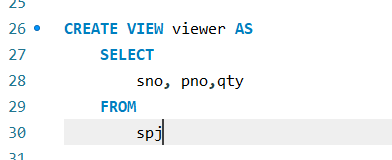 25
26 CREATE VIEW viewer AS
27 SELECT
28 sno, pno,qty
29 FROM
30 spj
31